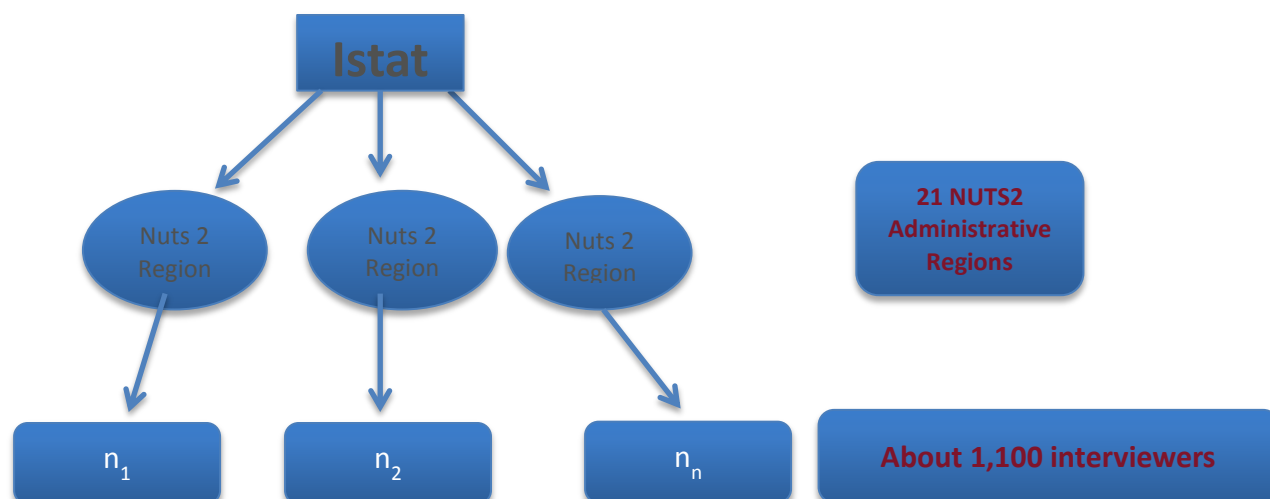 Istat
Nuts 2
Region
Nuts 2
Region
Nuts 2
Region
21 NUTS2
Administrative
Regions
n₁
n₂
nₙ
About 1,100 interviewers